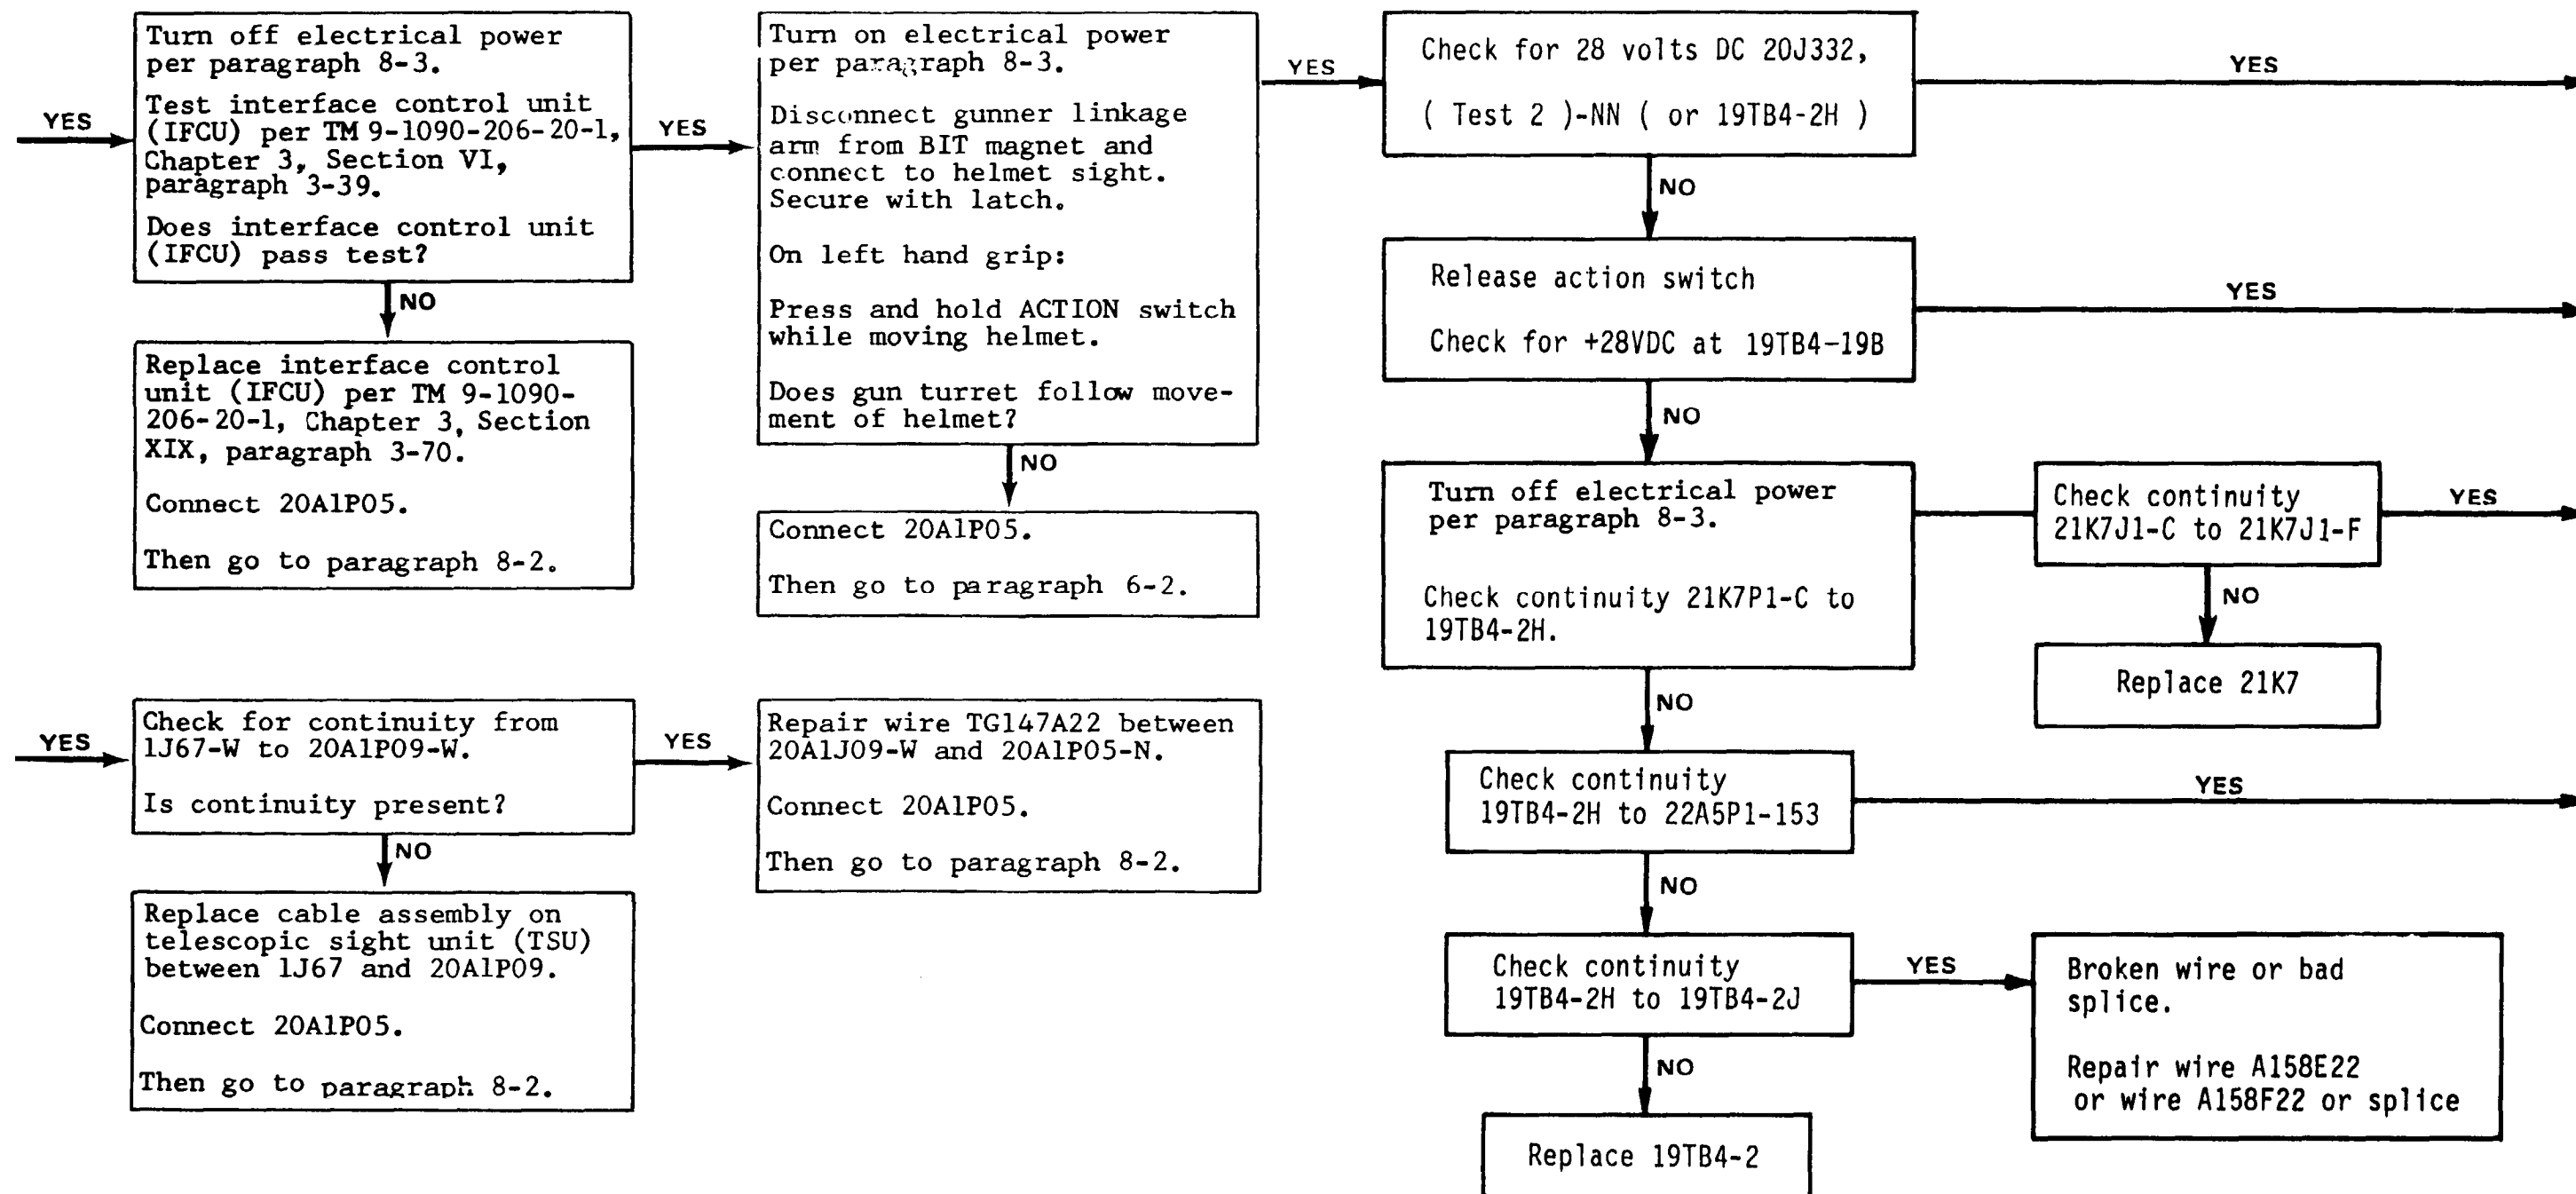 YES
Turn off electrical power
per paragraph 8-3.
Test interface control unit
(IFCU) per TM 9-1090-206-20-1,
Chapter 3, Section VI,
paragraph 3-39.
Does interface control unit
(IFCU) pass test?
NO
Replace interface control
unit (IFCU) per TM 9-1090-
206-20-1, Chapter 3, Section
XIX, paragraph 3-70.
Connect 20A1P05.
Then go to paragraph 8-2.
YES
Turn on electrical power
per paragraph 8-3.
Disconnect gunner linkage
arm from BIT magnet and
connect to helmet sight.
Secure with latch.
On left hand grip:
Press and hold ACTION switch
while moving helmet.
Does gun turret follow move-
ment of helmet?
NO
Connect 20A1P05.
Then go to paragraph 6-2.
YES
Check for 28 volts DC 20J332,
( Test 2 )-NN ( or 19TB4-2H )
YES
NO
Release action switch
Check for +28VDC at 19TB4-19B
YES
NO
Turn off electrical power
per paragraph 8-3.
Check continuity 21K7P1-C to
19TB4-2H.
Check continuity
21K7J1-C to 21K7J1-F
YES
NO
Replace 21K7
NO
Check continuity
19TB4-2H to 22A5P1-153
YES
NO
Check continuity
19TB4-2H to 19TB4-2J
YES
Broken wire or bad
splice.
Repair wire A158E22
or wire A158F22 or splice
NO
Replace 19TB4-2
YES
Check for continuity from
1J67-W to 20A1P09-W.
Is continuity present?
NO
Replace cable assembly on
telescopic sight unit (TSU)
between 1J67 and 20A1P09.
Connect 20A1P05.
Then go to paragraph 8-2.
YES
Repair wire TG147A22 between
20A1J09-W and 20A1P05-N.
Connect 20A1P05.
Then go to paragraph 8-2.